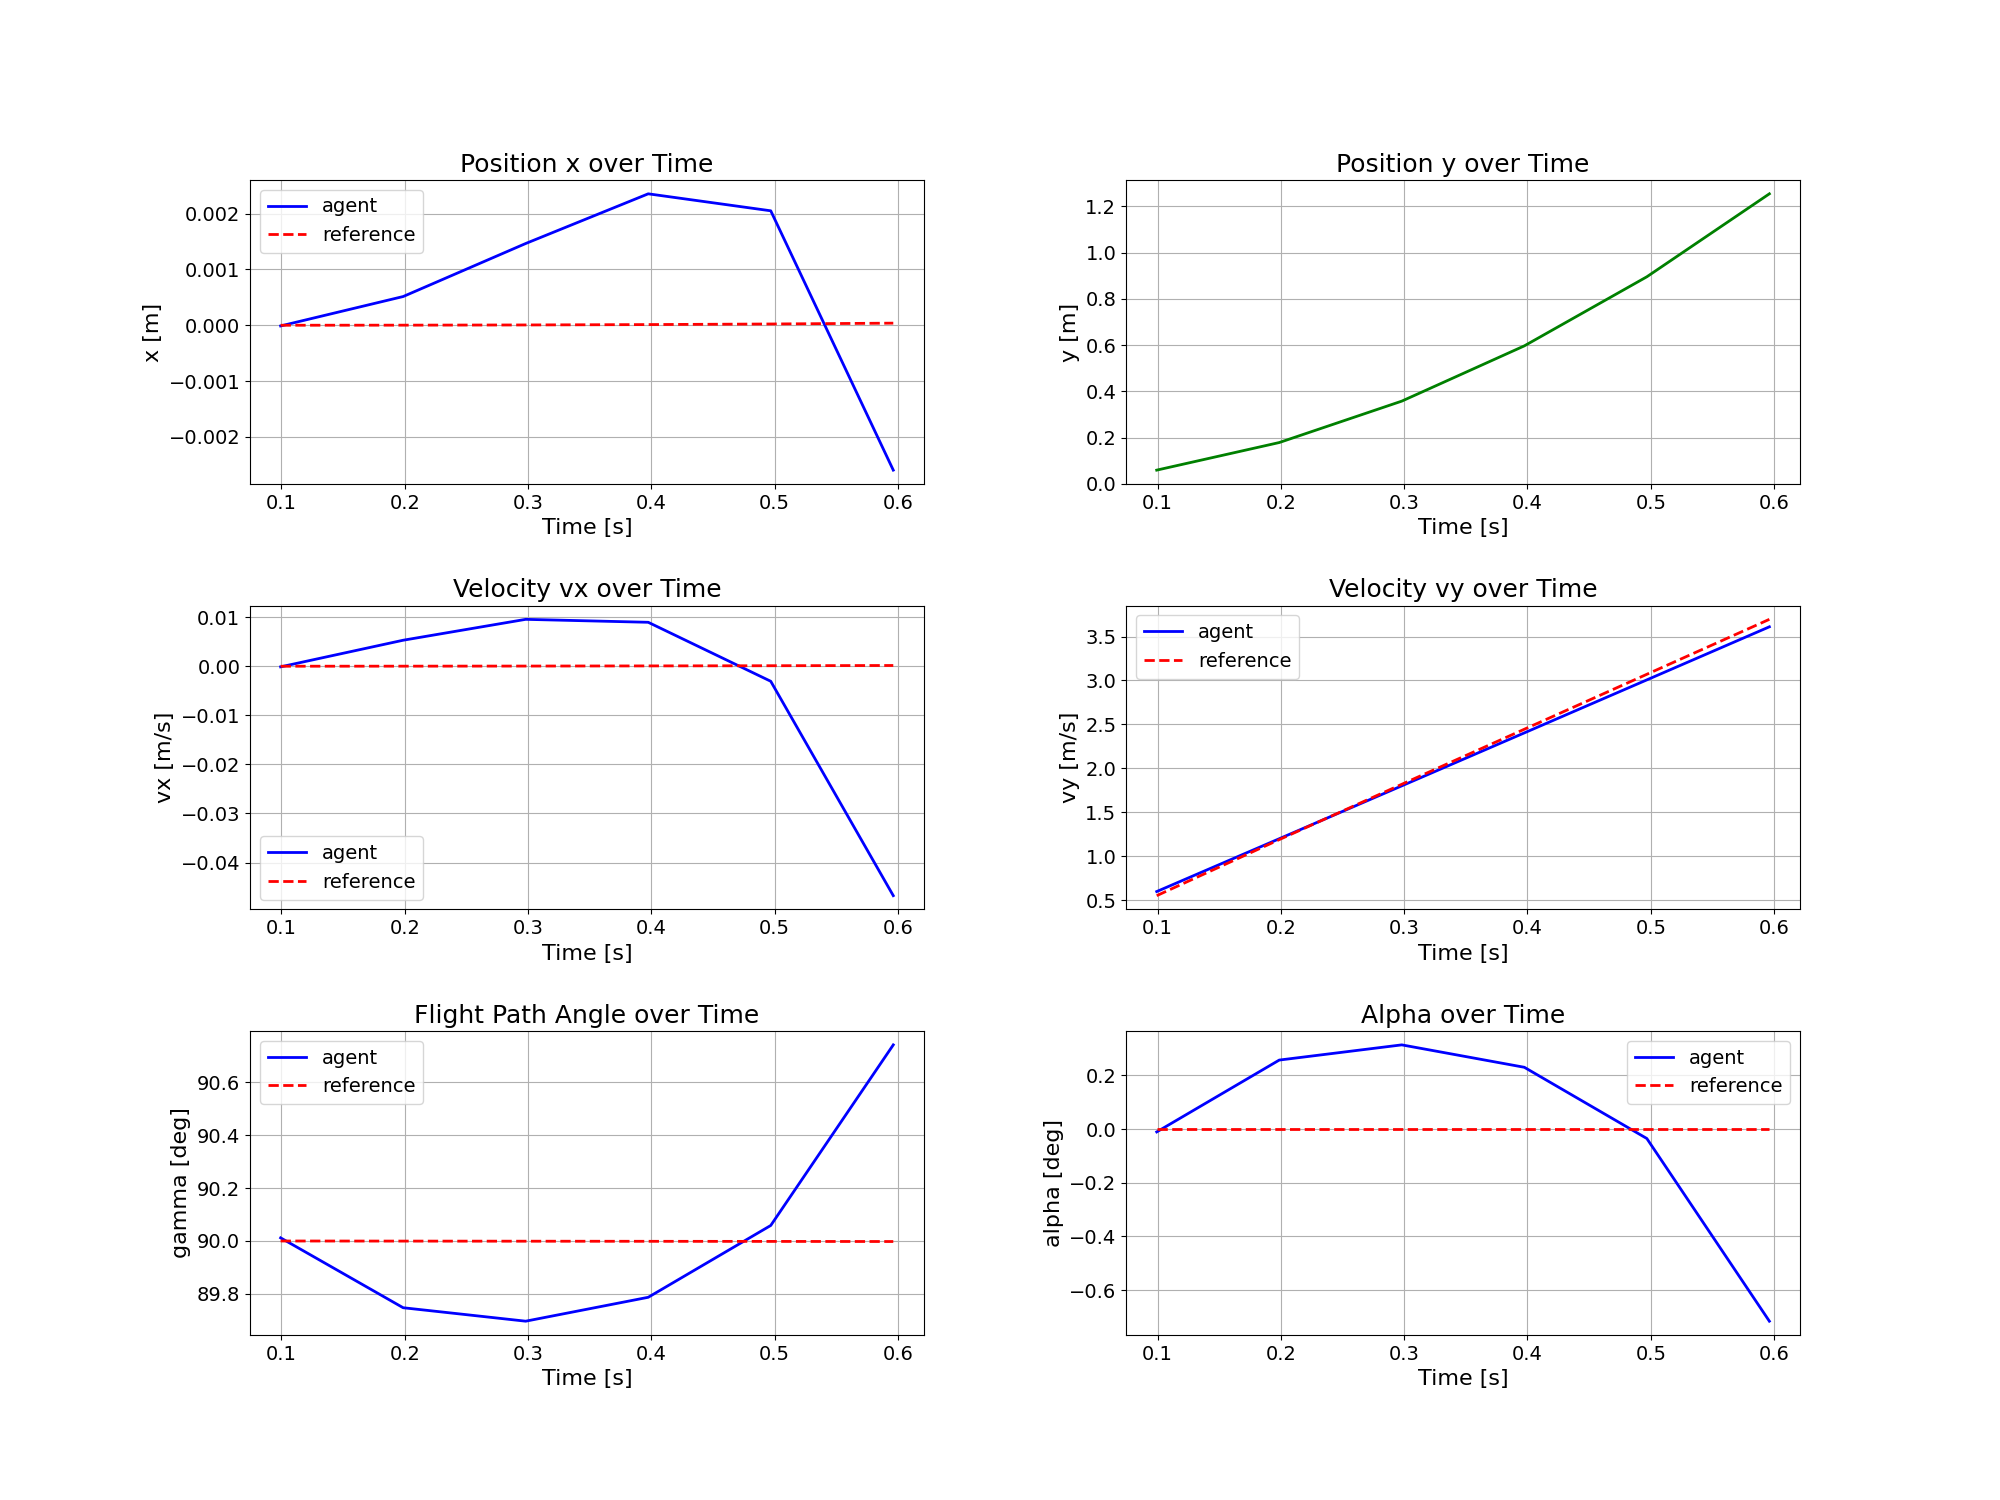 Position x over Time
agent
reference
0.002
0.001
0.000
−0.001
−0.002
x [m]
0.1 0.2 0.3 0.4 0.5 0.6
Time [s]
Position y over Time
1.2
1.0
0.8
0.6
0.4
0.2
0.0
y [m]
0.1 0.2 0.3 0.4 0.5 0.6
Time [s]
Velocity vx over Time
0.01
0.00
−0.01
−0.02
−0.03
−0.04
vx [m/s]
agent
reference
0.1 0.2 0.3 0.4 0.5 0.6
Time [s]
Velocity vy over Time
agent
reference
3.5
3.0
2.5
2.0
1.5
1.0
0.5
vy [m/s]
0.1 0.2 0.3 0.4 0.5 0.6
Time [s]
Flight Path Angle over Time
agent
reference
90.6
90.4
90.2
90.0
89.8
gamma [deg]
0.1 0.2 0.3 0.4 0.5 0.6
Time [s]
Alpha over Time
agent
reference
0.2
0.0
−0.2
−0.4
−0.6
alpha [deg]
0.1 0.2 0.3 0.4 0.5 0.6
Time [s]